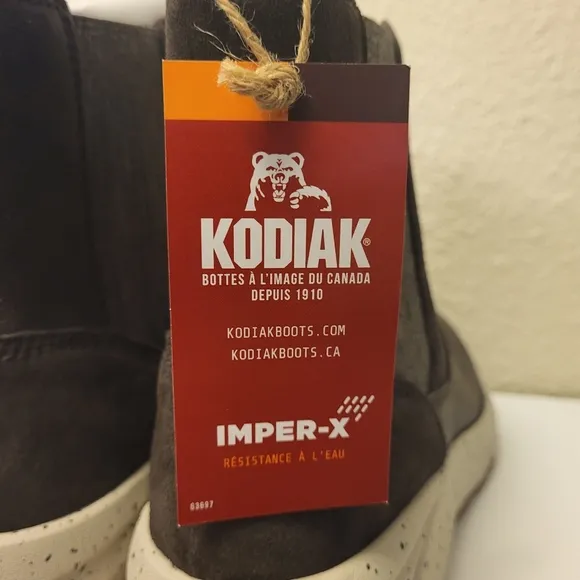 KODIAK®
BOTTES À L'IMAGE DU CANADA
DEPUIS 1910
KODIAKBOOTS.COM
KODIAKBOOTS.CA
IMPER-X
RÉSISTANCE À L'EAU
63697